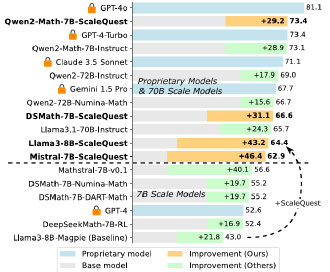 GPT-4o 81.1
Qwen2-Math-7B-ScaleQuest +29.2 73.4
GPT-4-Turbo 73.4
Qwen2-Math-7B-Instruct +28.9 73.1
Claude 3.5 Sonnet 71.1
Qwen2-72B-Instruct +17.9 69.0
Proprietary Models
& 70B Scale Models
Gemini 1.5 Pro 67.7
Qwen2-72B-Numina-Math +15.6 66.7
DSMath-7B-ScaleQuest +31.1 66.6
Llama3.1-70B-Instruct +24.3 65.7
Llama3-8B-ScaleQuest +43.2 64.4
Mistral-7B-ScaleQuest +46.4 62.9
Mathstral-7B-v0.1 +40.1 56.6
DSMath-7B-Numina-Math +19.7 55.2
DSMath-7B-DART-Math +19.7 55.2
7B Scale Models
+ScaleQuest
GPT-4 52.6
DeepSeekMath-7B-RL +16.9 52.4
Llama3-8B-Magpie (Baseline) +21.8 43.0
Proprietary model
Improvement (Ours)
Base model
Improvement (Others)